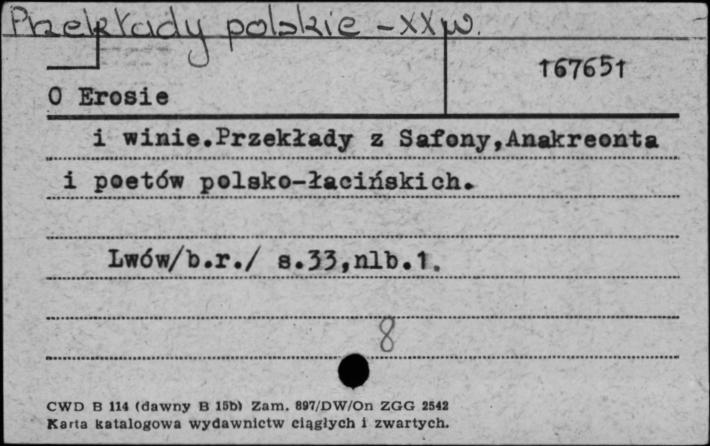 Przekłady polskie - XX w.
167651
O Erosie
i winie.Przekłady z Safony,Anakreonta
i poetów polsko-łacińskich.
Lwów/b.r./ s.33,nlb.1.
8
CWD B 114 (dawny B 15b) Zam. 897/DW/On ZGG 2542
Karta katalogowa wydawnictw ciągłych i zwartych.